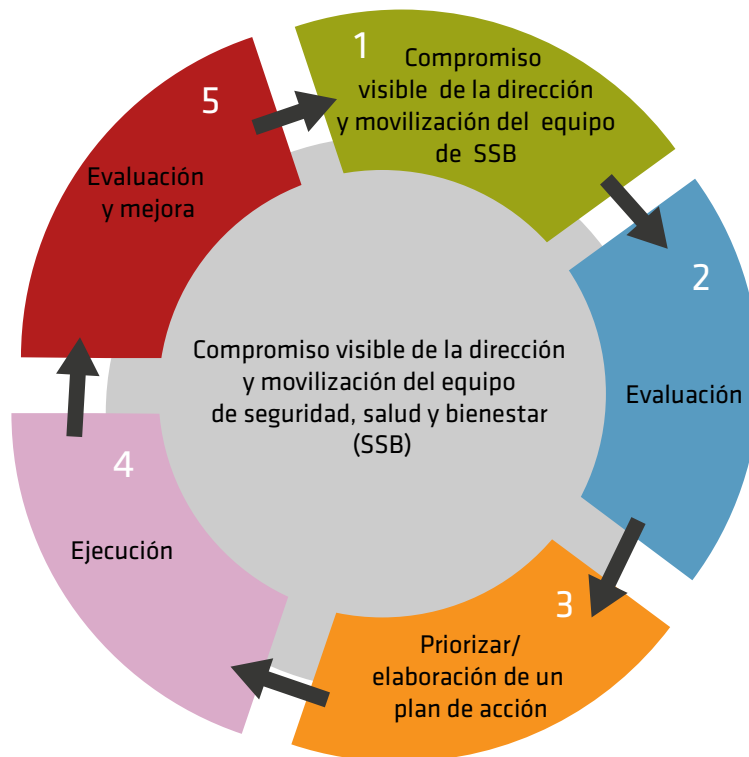 1
Compromiso
visible de la dirección
y movilización del equipo
de SSB
2
Evaluación
3
Priorizar/
elaboración de un
plan de acción
4
Ejecución
5
Evaluación
y mejora
Compromiso visible de la dirección
y movilización del equipo
de seguridad, salud y bienestar
(SSB)